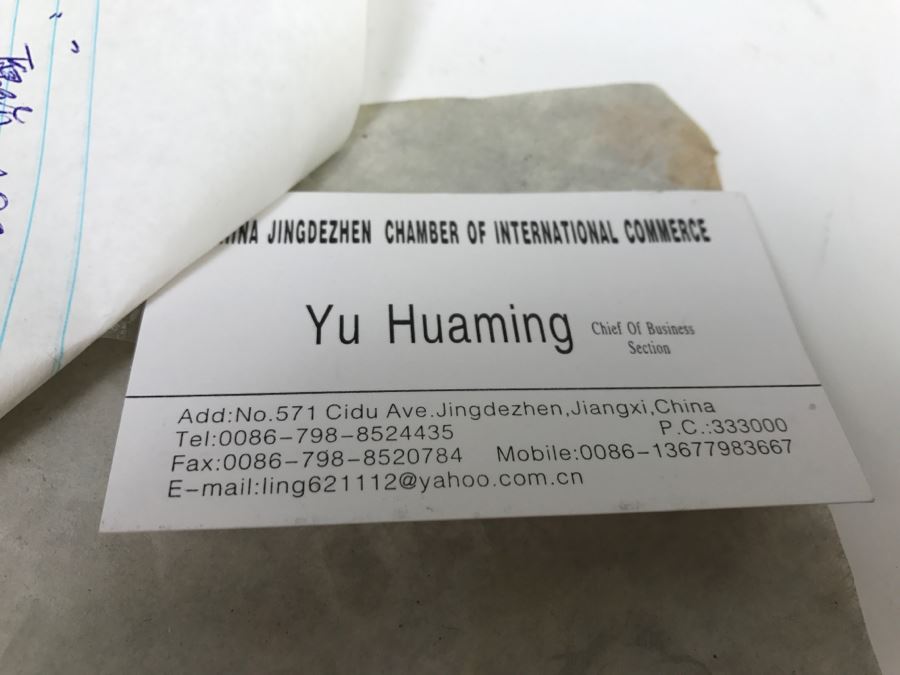 CHINA JINGDEZHEN CHAMBER OF INTERNATIONAL COMMERCE
Yu Huaming Chief Of Business
Section
Add:No.571 Cidu Ave.Jingdezhen,Jiangxi,China
Tel:0086-798-8524435 P.C.:333000
Fax:0086-798-8520784 Mobile:0086-13677983667
E-mail:ling621112@yahoo.com.cn